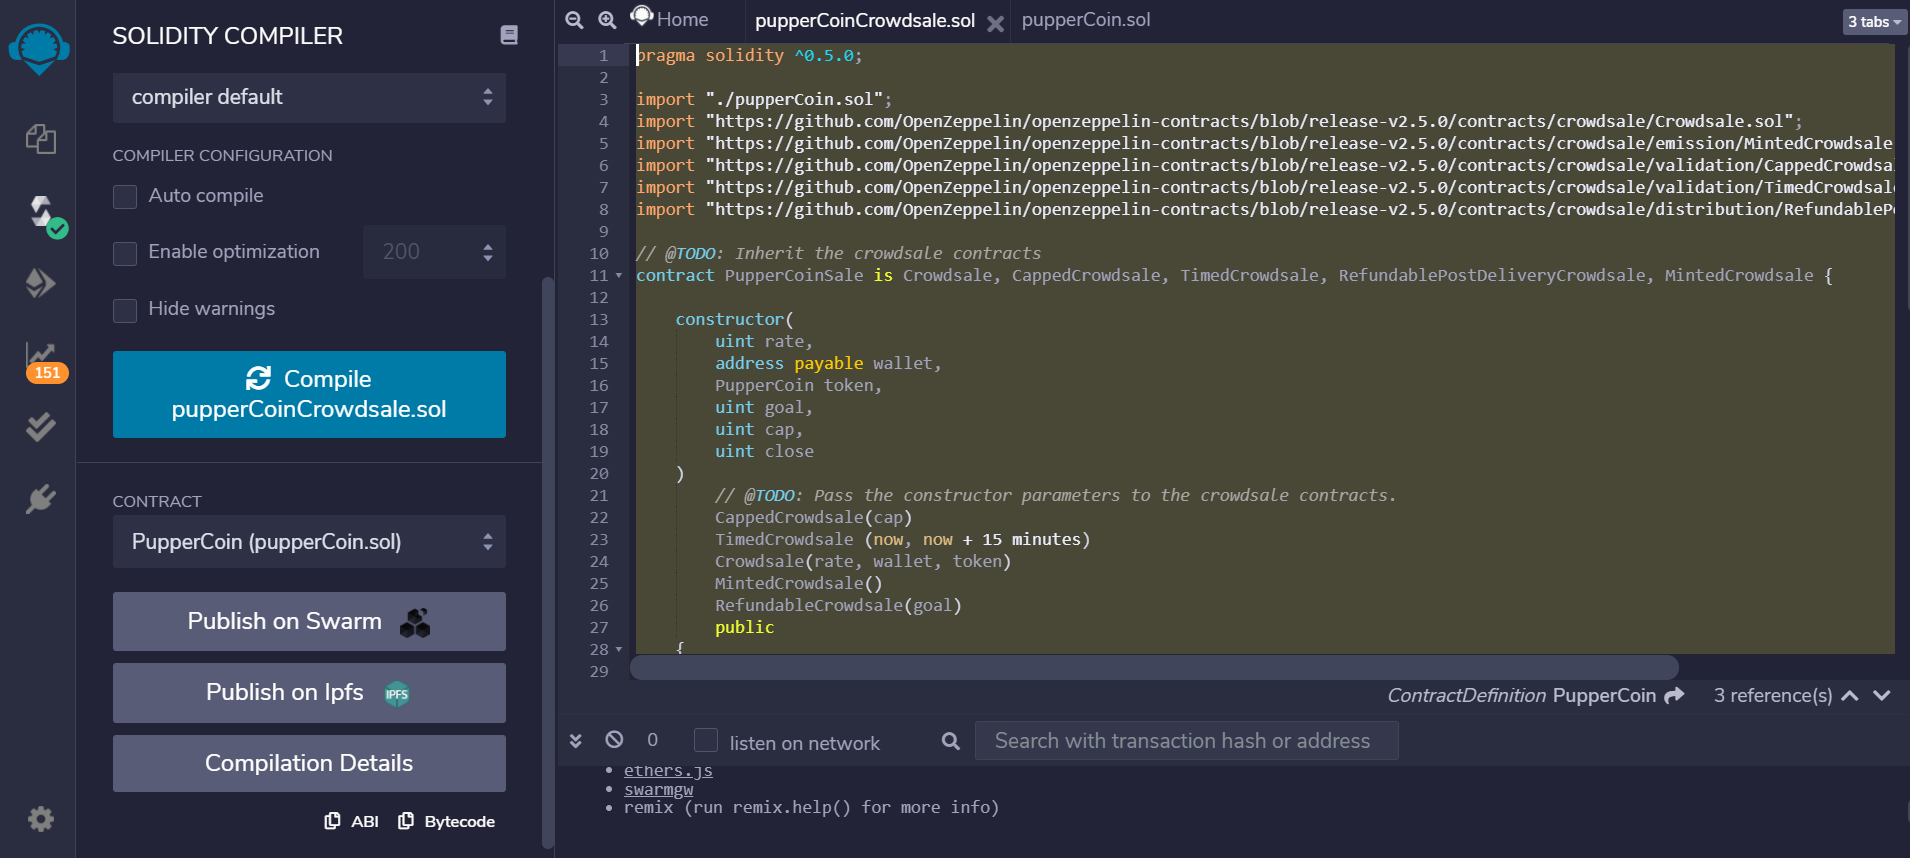 SOLIDITY COMPILER
compiler default
COMPILER CONFIGURATION
Auto compile
Enable optimization
200
Hide warnings
151
Compile
pupperCoinCrowdsale.sol
CONTRACT
PupperCoin (pupperCoin.sol)
Publish on Swarm
Publish on Ipfs
IPFS
Compilation Details
ABI
Bytecode
Home
pupperCoinCrowdsale.sol
pupperCoin.sol
3 tabs
1 pragma solidity ^0.5.0;
2
3 import "./pupperCoin.sol";
4 import "https://github.com/OpenZeppelin/openzeppelin-contracts/blob/release-v2.5.0/contracts/crowdsale/Crowdsale.sol";
5 import "https://github.com/OpenZeppelin/openzeppelin-contracts/blob/release-v2.5.0/contracts/crowdsale/emission/MintedCrowdsale
6 import "https://github.com/OpenZeppelin/openzeppelin-contracts/blob/release-v2.5.0/contracts/crowdsale/validation/CappedCrowdsa
7 import "https://github.com/OpenZeppelin/openzeppelin-contracts/blob/release-v2.5.0/contracts/crowdsale/validation/TimedCrowdsale
8 import "https://github.com/OpenZeppelin/openzeppelin-contracts/blob/release-v2.5.0/contracts/crowdsale/distribution/RefundablePo
9
10 // @TODO: Inherit the crowdsale contracts
11 contract PupperCoinSale is Crowdsale, CappedCrowdsale, TimedCrowdsale, RefundablePostDeliveryCrowdsale, MintedCrowdsale {
12
13 constructor(
14 uint rate,
15 address payable wallet,
16 PupperCoin token,
17 uint goal,
18 uint cap,
19 uint close
20 )
21 // @TODO: Pass the constructor parameters to the crowdsale contracts.
22 CappedCrowdsale(cap)
23 TimedCrowdsale (now, now + 15 minutes)
24 Crowdsale(rate, wallet, token)
25 MintedCrowdsale()
26 RefundableCrowdsale(goal)
27 public
28 {
29
ContractDefinition PupperCoin
3 reference(s)
0
listen on network
Search with transaction hash or address
• ethers.js
• swarmgw
• remix (run remix.help() for more info)